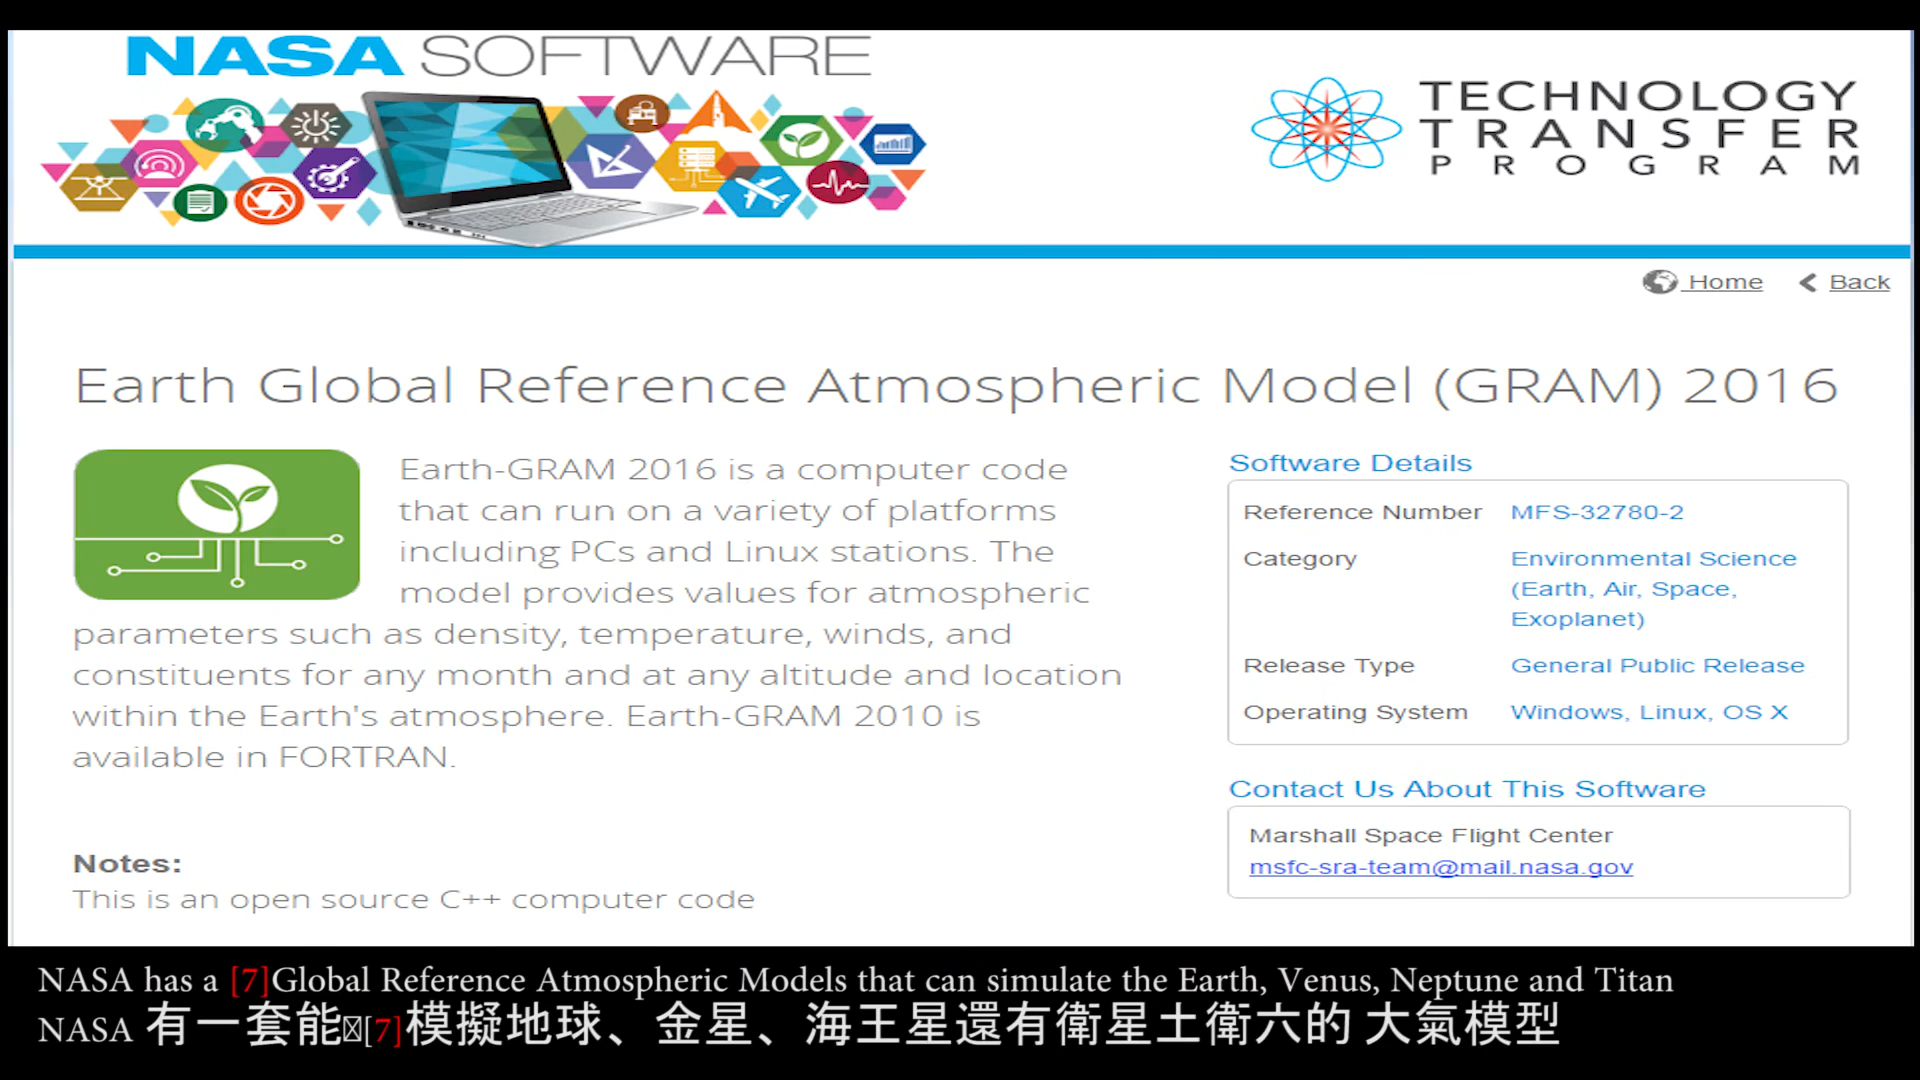 NASA SOFTWARE
TECHNOLOGY
TRANSFER
PROGRAM
Home
Back
Earth Global Reference Atmospheric Model (GRAM) 2016
Earth-GRAM 2016 is a computer code
that can run on a variety of platforms
including PCs and Linux stations. The
model provides values for atmospheric
parameters such as density, temperature, winds, and
constituents for any month and at any altitude and location
within the Earth's atmosphere. Earth-GRAM 2010 is
available in FORTRAN.
Notes:
This is an open source C++ computer code
Software Details
Reference Number MFS-32780-2
Category Environmental Science
(Earth, Air, Space,
Exoplanet)
Release Type General Public Release
Operating System Windows, Linux, OS X
Contact Us About This Software
Marshall Space Flight Center
msfc-sra-team@mail.nasa.gov
NASA has a [7]Global Reference Atmospheric Models that can simulate the Earth, Venus, Neptune and Titan
NASA 有一套能[7]模擬地球、金星、海王星還有衛星土衛六的 大氣模型